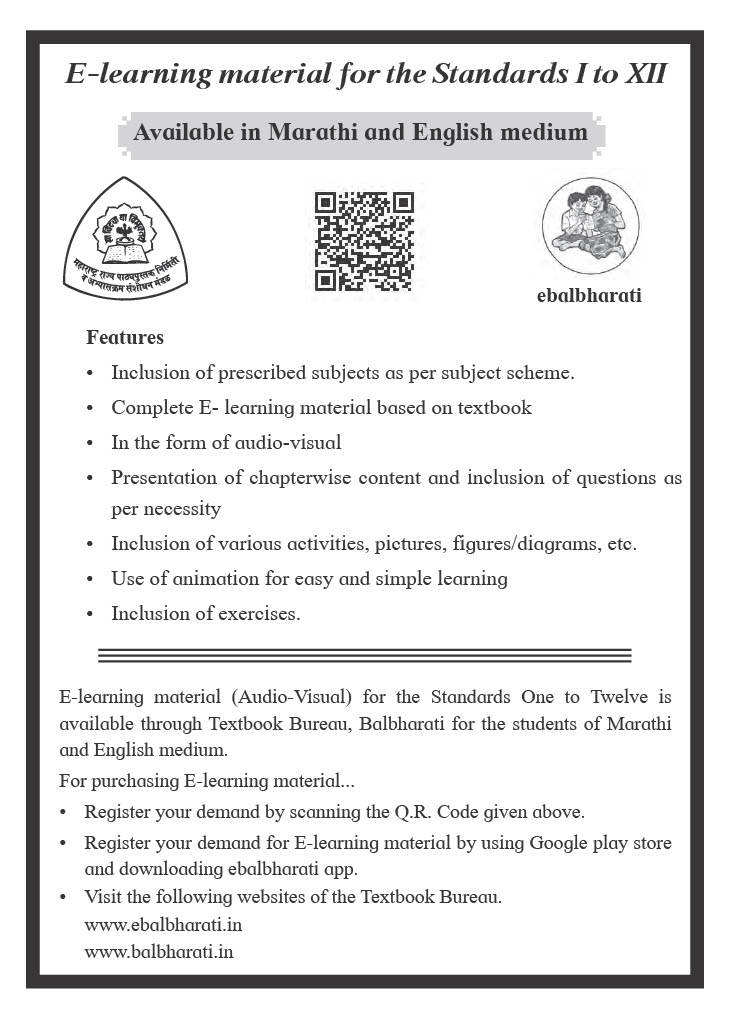 E-learning material for the Standards I to XII
Available in Marathi and English medium
सा विद्या या विमुक्तये
महाराष्ट्र राज्य पाठ्यपुस्तक निर्मिती
व अभ्यासक्रम संशोधन मंडळ
ebalbharati
Features
• Inclusion of prescribed subjects as per subject scheme.
• Complete E- learning material based on textbook
• In the form of audio-visual
• Presentation of chapterwise content and inclusion of questions as
per necessity
• Inclusion of various activities, pictures, figures/diagrams, etc.
• Use of animation for easy and simple learning
• Inclusion of exercises.
E-learning material (Audio-Visual) for the Standards One to Twelve is
available through Textbook Bureau, Balbharati for the students of Marathi
and English medium.
For purchasing E-learning material...
• Register your demand by scanning the Q.R. Code given above.
• Register your demand for E-learning material by using Google play store
and downloading ebalbharati app.
• Visit the following websites of the Textbook Bureau.
www.ebalbharati.in
www.balbharati.in